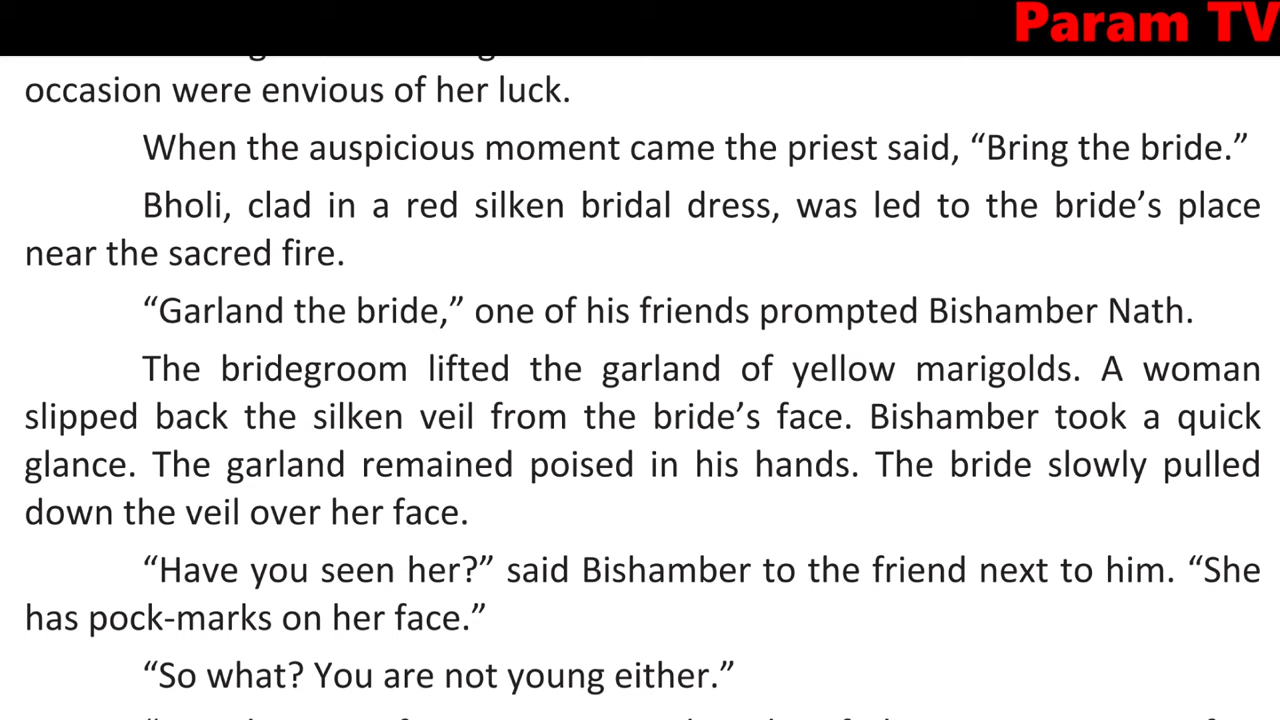 Param TV
occasion were envious of her luck.
When the auspicious moment came the priest said, “Bring the bride.”
Bholi, clad in a red silken bridal dress, was led to the bride’s place
near the sacred fire.
“Garland the bride,” one of his friends prompted Bishamber Nath.
The bridegroom lifted the garland of yellow marigolds. A woman
slipped back the silken veil from the bride’s face. Bishamber took a quick
glance. The garland remained poised in his hands. The bride slowly pulled
down the veil over her face.
“Have you seen her?” said Bishamber to the friend next to him. “She
has pock-marks on her face.”
“So what? You are not young either.”